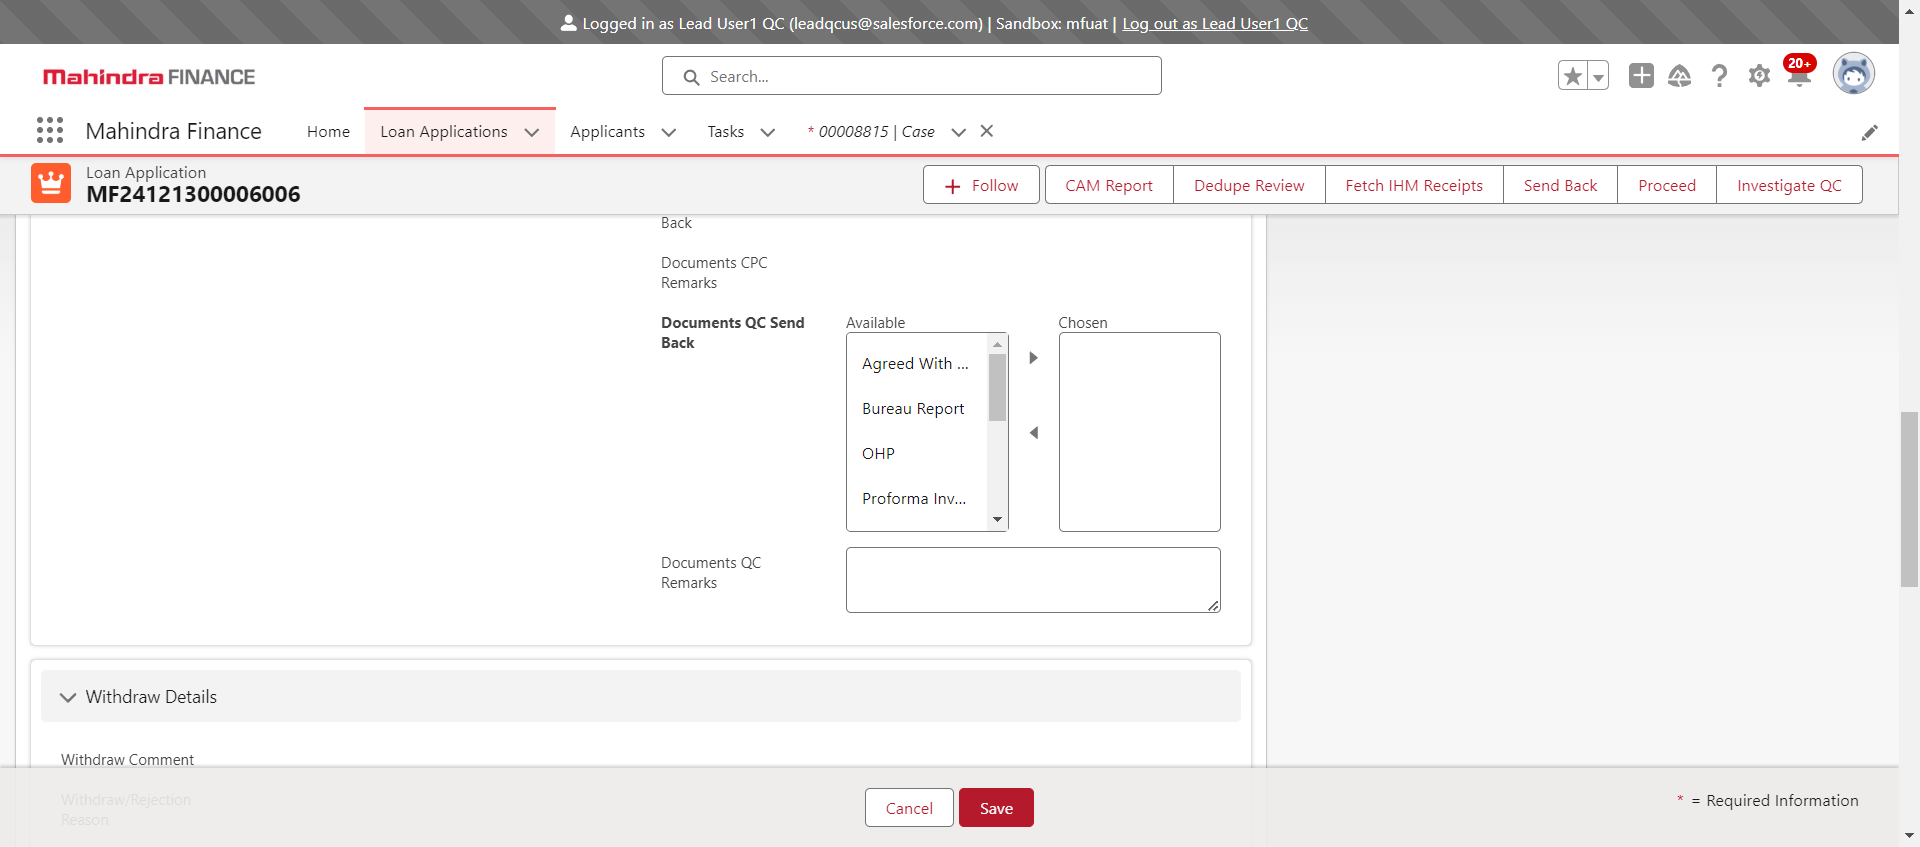 Logged in as Lead User1 QC (leadqcus@salesforce.com) | Sandbox: mfuat | Log out as Lead User1 QC
Mahindra FINANCE
Search...
20+
Mahindra Finance
Home
Loan Applications
Applicants
Tasks
* 00008815 | Case
Loan Application
MF24121300006006
Follow
CAM Report
Dedupe Review
Fetch IHM Receipts
Send Back
Proceed
Investigate QC
Back
Documents CPC
Remarks
Documents QC Send
Back
Available
Chosen
Agreed With ...
Bureau Report
OHP
Proforma Inv...
Documents QC
Remarks
Withdraw Details
Withdraw Comment
Withdraw/Rejection
Reason
Cancel
Save
* = Required Information